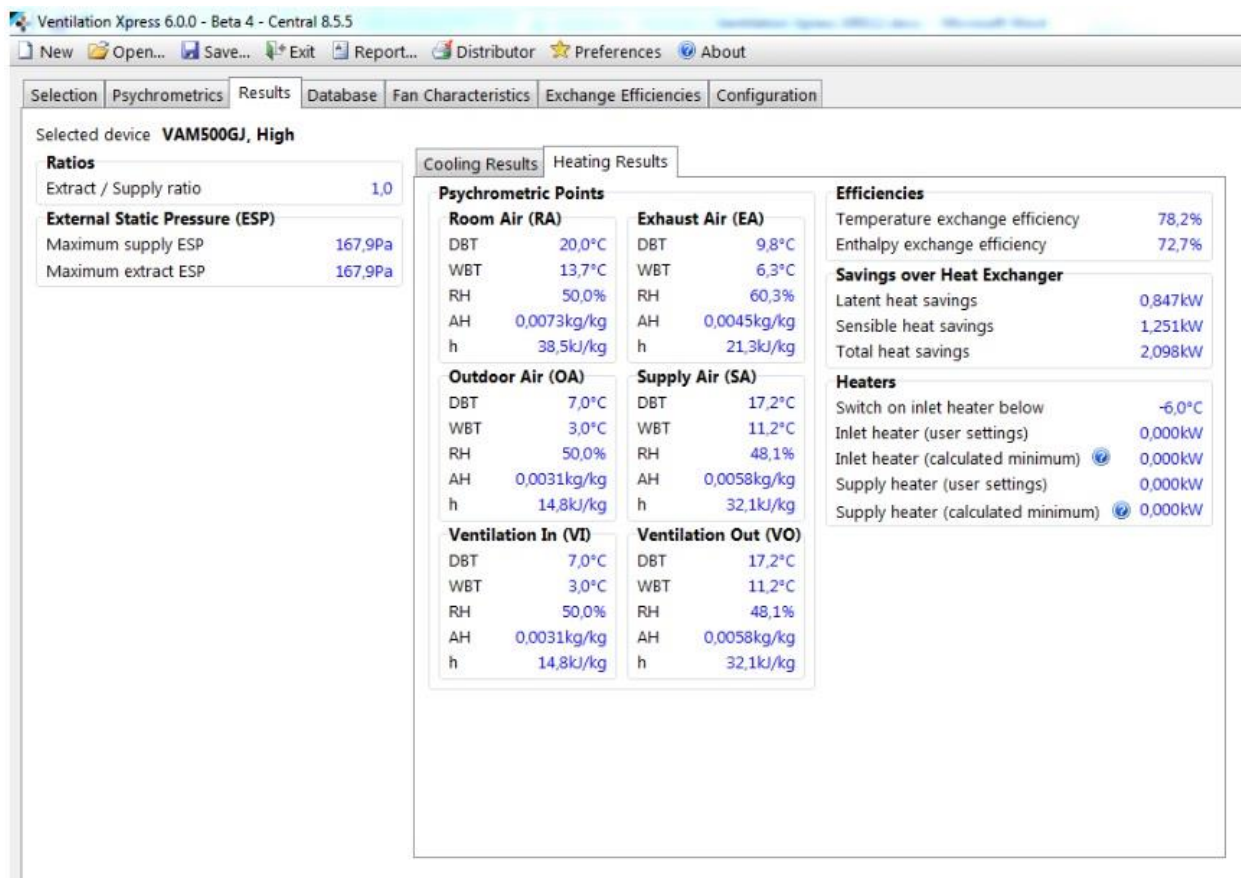 Ventilation Xpress 6.0.0 - Beta 4 - Central 8.5.5
New Open... Save... Exit Report... Distributor Preferences About
Selection Psychrometrics Results Database Fan Characteristics Exchange Efficiencies Configuration
Selected device VAM500GJ, High
Ratios
Extract / Supply ratio 1,0
External Static Pressure (ESP)
Maximum supply ESP 167,9Pa
Maximum extract ESP 167,9Pa
Cooling Results Heating Results
Psychrometric Points
Room Air (RA)
DBT 20,0°C
WBT 13,7°C
RH 50,0%
AH 0,0073kg/kg
h 38,5kJ/kg
Exhaust Air (EA)
DBT 9,8°C
WBT 6,3°C
RH 60,3%
AH 0,0045kg/kg
h 21,3kJ/kg
Outdoor Air (OA)
DBT 7,0°C
WBT 3,0°C
RH 50,0%
AH 0,0031kg/kg
h 14,8kJ/kg
Supply Air (SA)
DBT 17,2°C
WBT 11,2°C
RH 48,1%
AH 0,0058kg/kg
h 32,1kJ/kg
Ventilation In (VI)
DBT 7,0°C
WBT 3,0°C
RH 50,0%
AH 0,0031kg/kg
h 14,8kJ/kg
Ventilation Out (VO)
DBT 17,2°C
WBT 11,2°C
RH 48,1%
AH 0,0058kg/kg
h 32,1kJ/kg
Efficiencies
Temperature exchange efficiency 78,2%
Enthalpy exchange efficiency 72,7%
Savings over Heat Exchanger
Latent heat savings 0,847kW
Sensible heat savings 1,251kW
Total heat savings 2,098kW
Heaters
Switch on inlet heater below -6,0°C
Inlet heater (user settings) 0,000kW
Inlet heater (calculated minimum) 0,000kW
Supply heater (user settings) 0,000kW
Supply heater (calculated minimum) 0,000kW